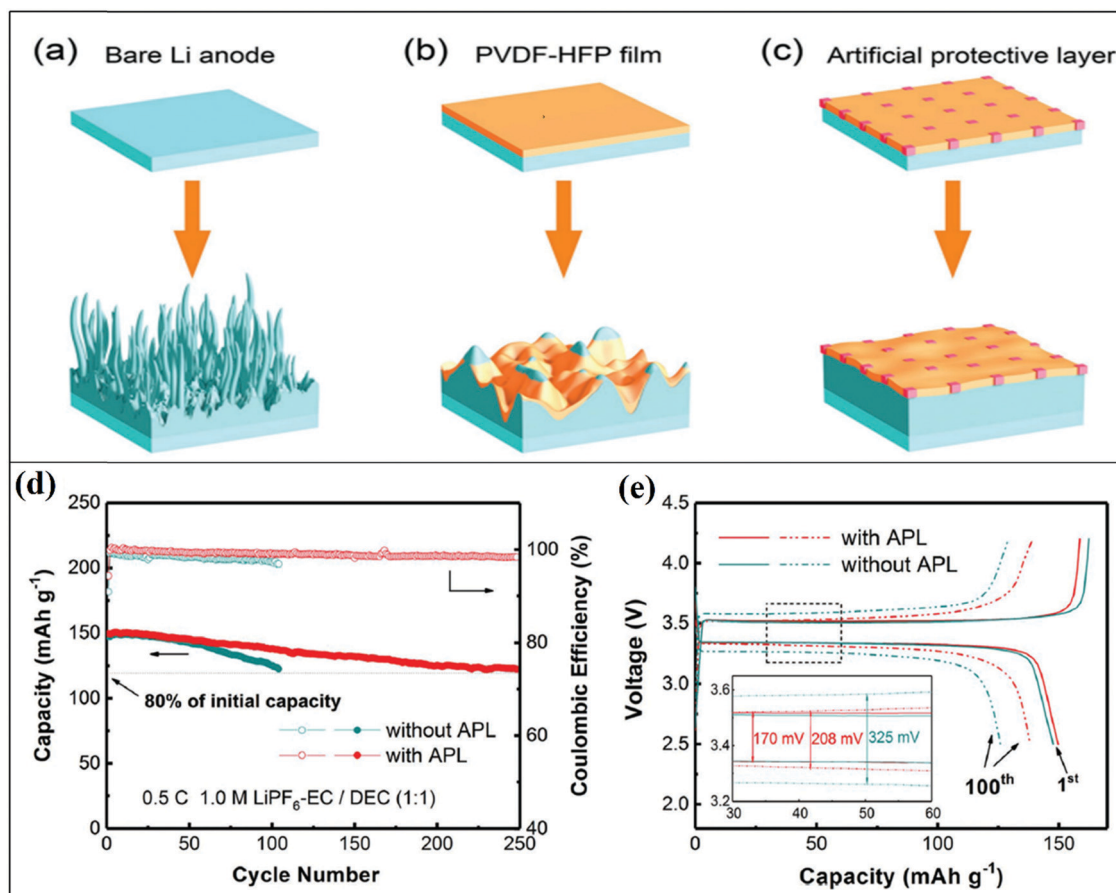 (a) Bare Li anode
(b) PVDF-HFP film
(c) Artificial protective layer
(d)
250
200
150
100
50
0
Capacity (mAh g⁻¹)
100
80
60
40
Coulombic Efficiency (%)
80% of initial capacity
without APL
with APL
0.5 C 1.0 M LiPF₆-EC / DEC (1:1)
0 50 100 150 200 250
Cycle Number
(e)
4.5
4.0
3.5
3.0
2.5
2.0
Voltage (V)
with APL
without APL
3.6
3.4
3.2
170 mV 208 mV 325 mV
30 40 50 60
100th 1st
0 50 100 150
Capacity (mAh g⁻¹)